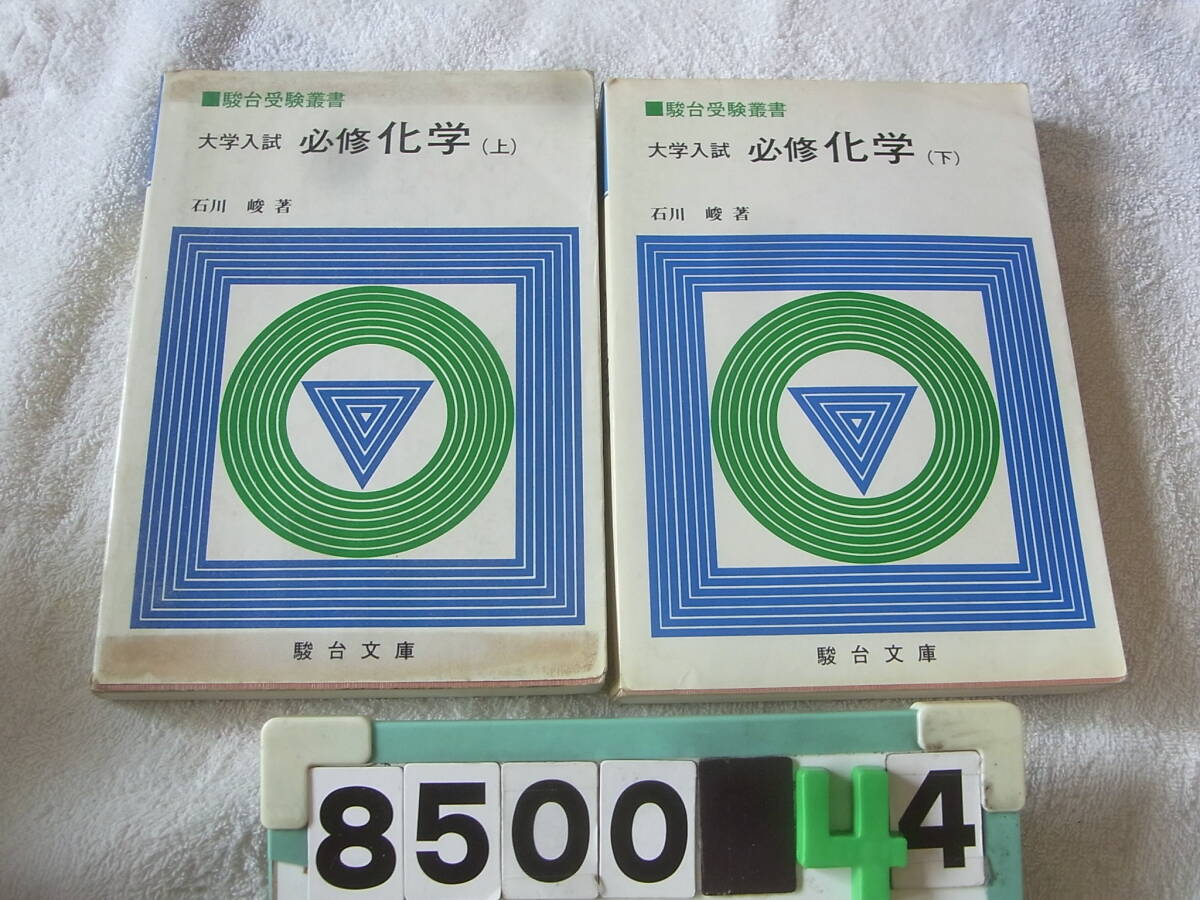 ■駿台受験叢書
大学入試 必修化学(上)
石川 峻 著
駿台文庫
■駿台受験叢書
大学入試 必修化学(下)
石川 峻 著
駿台文庫
8500 44